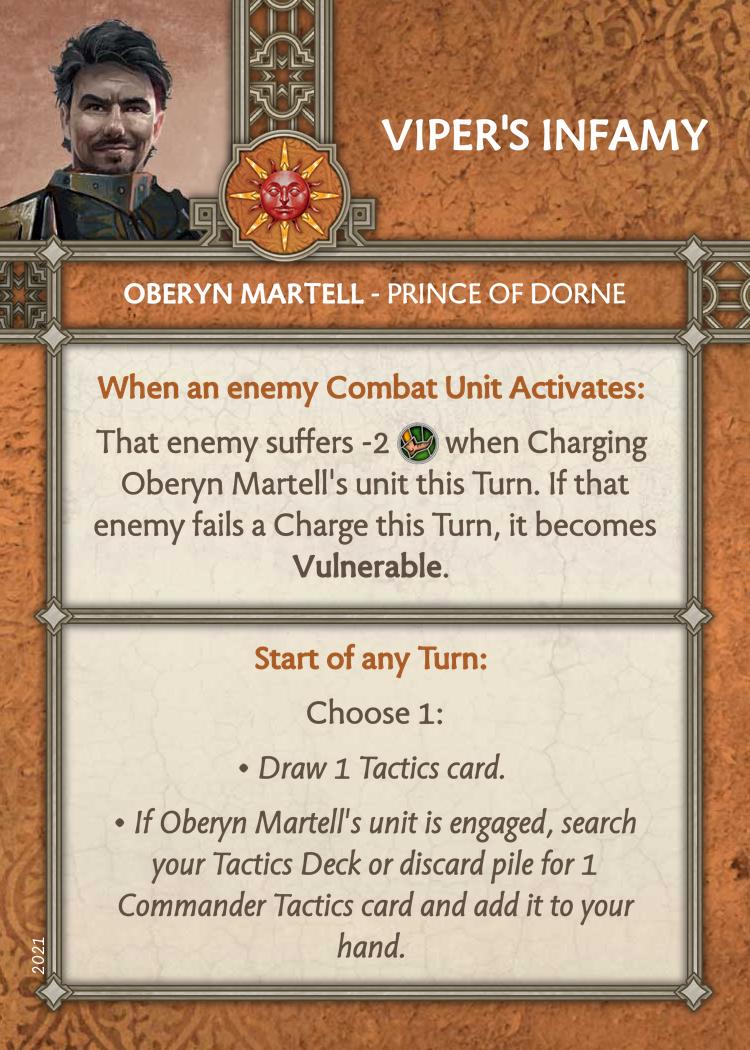 VIPER'S INFAMY
OBERYN MARTELL - PRINCE OF DORNE
When an enemy Combat Unit Activates:
That enemy suffers -2 when Charging
Oberyn Martell's unit this Turn. If that
enemy fails a Charge this Turn, it becomes
Vulnerable.
Start of any Turn:
Choose 1:
• Draw 1 Tactics card.
• If Oberyn Martell's unit is engaged, search
your Tactics Deck or discard pile for 1
Commander Tactics card and add it to your
hand.
2021